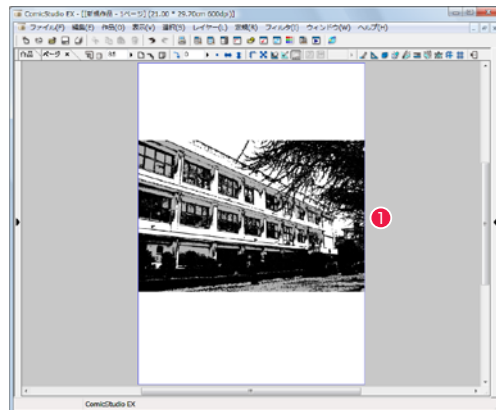 ComicStudio EX - [[新規作品 - 1ページ] (21.00 * 29.70cm 600dpi)]
ファイル(F) 編集(E) 作品(O) 表示(V) 選択(S) レイヤー(L) 定規(R) フィルタ(I) ウィンドウ(W) ヘルプ(H)
作品 ページ
1
ComicStudio EX